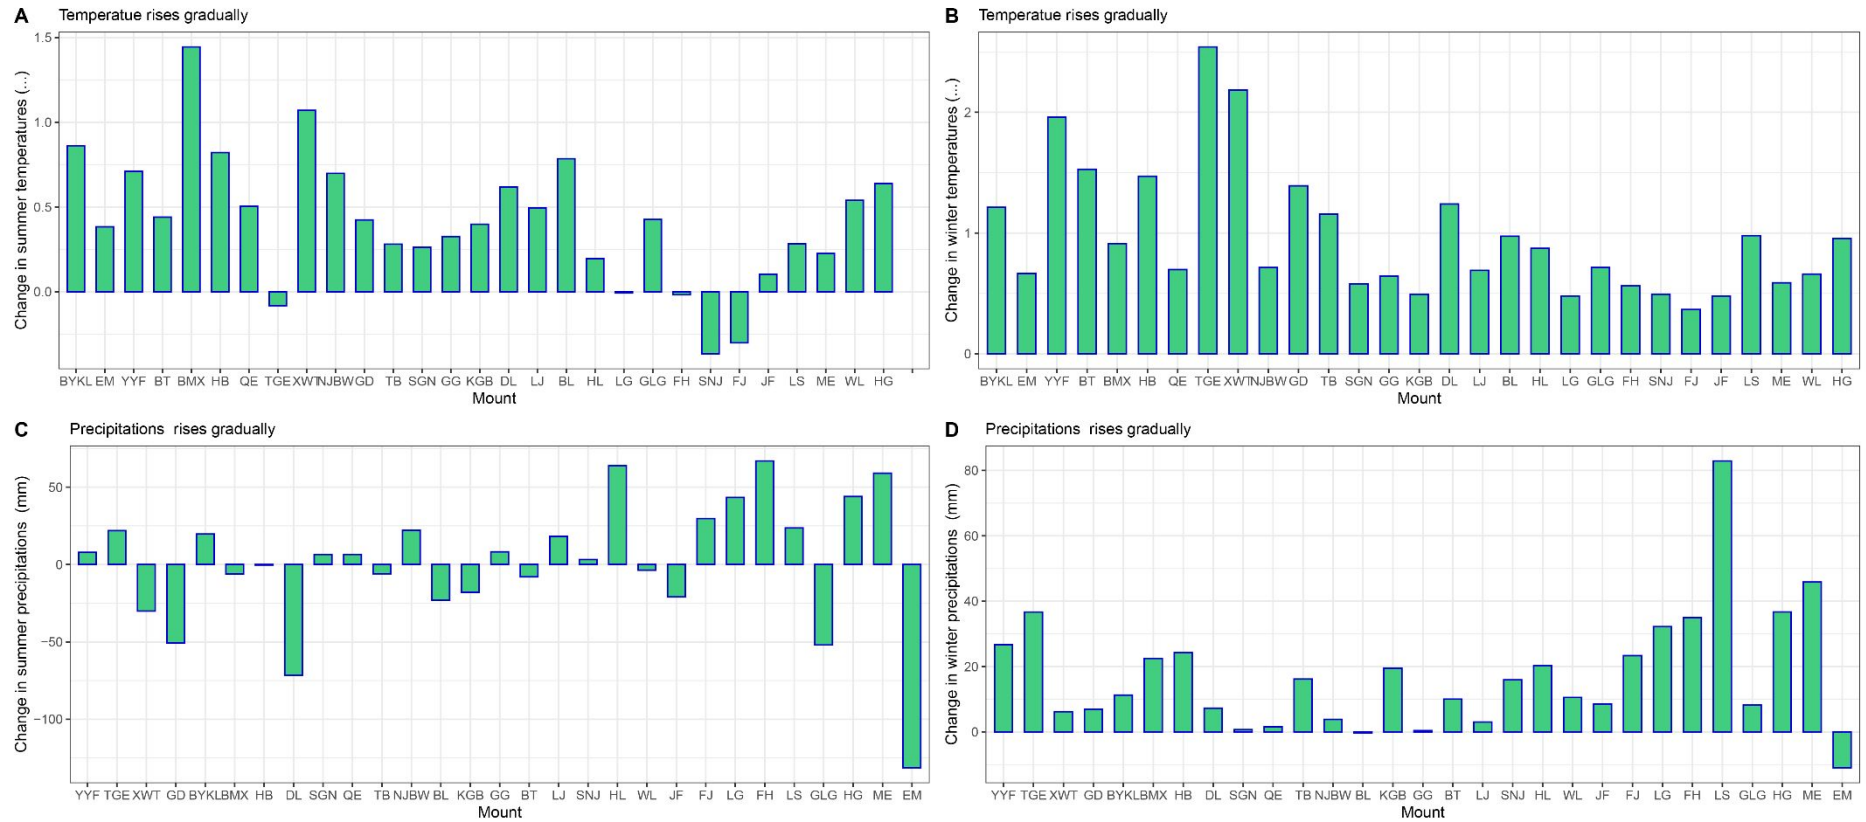 A Temperatue rises gradually
Change in summer temperatures (...)
1.5
1.0
0.5
0.0
BYKL EM YYF BT BMX HB QE TGE XWT NJBW GD TB SGN GG KGB DL LJ BL HL LG GLG FH SNJ FJ JF LS ME WL HG
Mount
B Temperatue rises gradually
Change in winter temperatures (...)
2
1
0
BYKL EM YYF BT BMX HB QE TGE XWT NJBW GD TB SGN GG KGB DL LJ BL HL LG GLG FH SNJ FJ JF LS ME WL HG
Mount
C Precipitations rises gradually
Change in summer precipitations (mm)
50
0
−50
−100
YYF TGE XWT GD BYKL BMX HB DL SGN QE TB NJBW BL KGB GG BT LJ SNJ HL WL JF FJ LG FH LS GLG HG ME EM
Mount
D Precipitations rises gradually
Change in winter precipitations (mm)
80
60
40
20
0
YYF TGE XWT GD BYKL BMX HB DL SGN QE TB NJBW BL KGB GG BT LJ SNJ HL WL JF FJ LG FH LS GLG HG ME EM
Mount